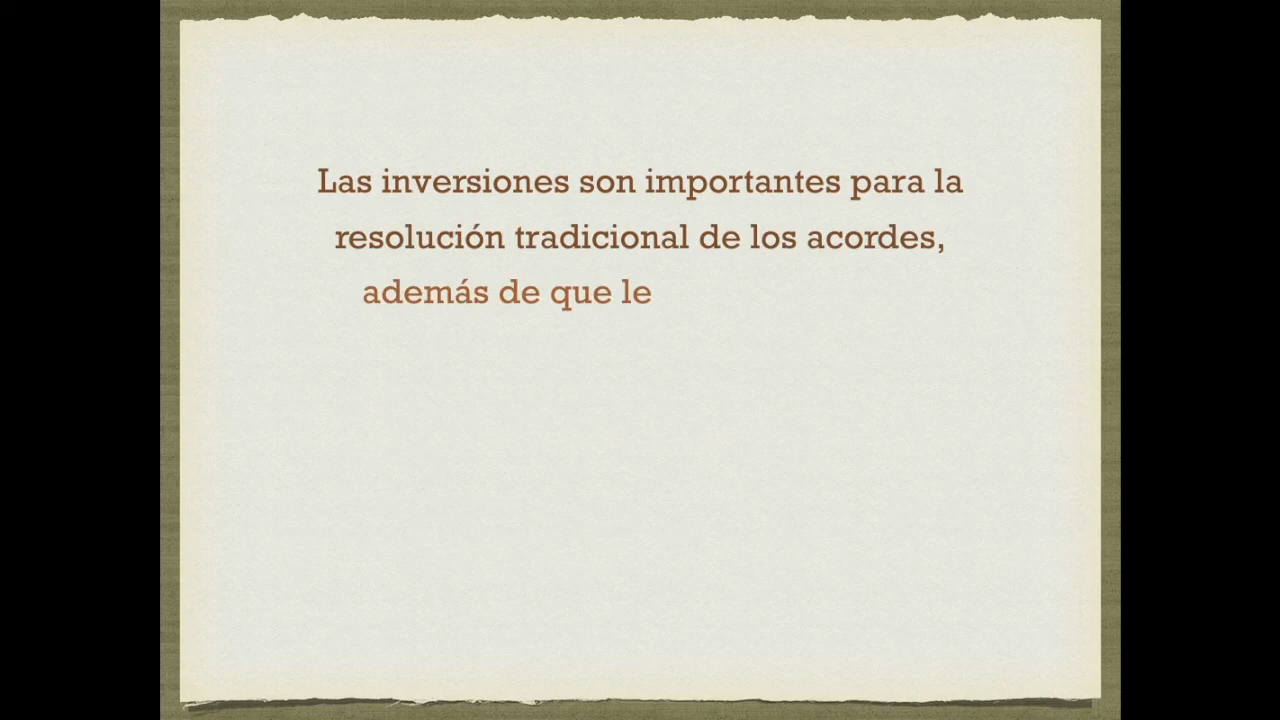 Las inversiones son importantes para la
resolución tradicional de los acordes,
además de que le